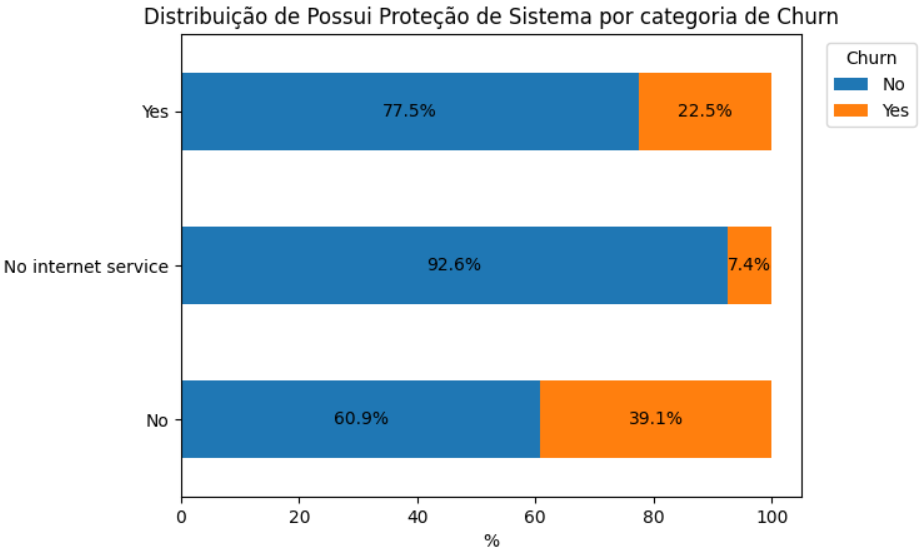 Distribuição de Possui Proteção de Sistema por categoria de Churn
Churn
No
Yes
Yes
77.5%
22.5%
No internet service
92.6%
7.4%
No
60.9%
39.1%
0
20
40
60
80
100
%